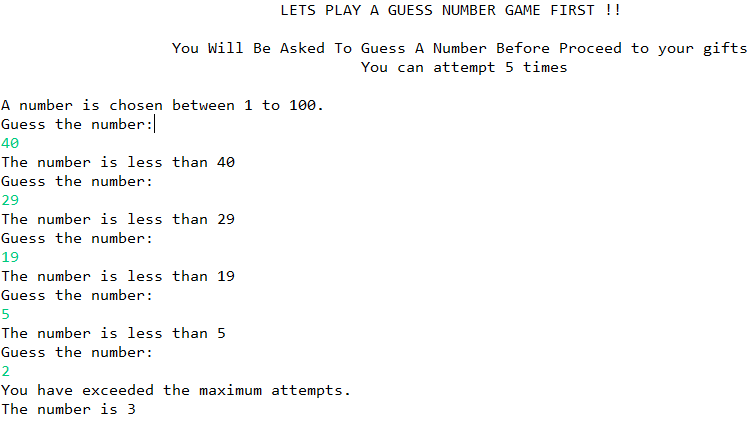 LETS PLAY A GUESS NUMBER GAME FIRST !!
You Will Be Asked To Guess A Number Before Proceed to your gifts
You can attempt 5 times
A number is chosen between 1 to 100.
Guess the number:
40
The number is less than 40
Guess the number:
29
The number is less than 29
Guess the number:
19
The number is less than 19
Guess the number:
5
The number is less than 5
Guess the number:
2
You have exceeded the maximum attempts.
The number is 3